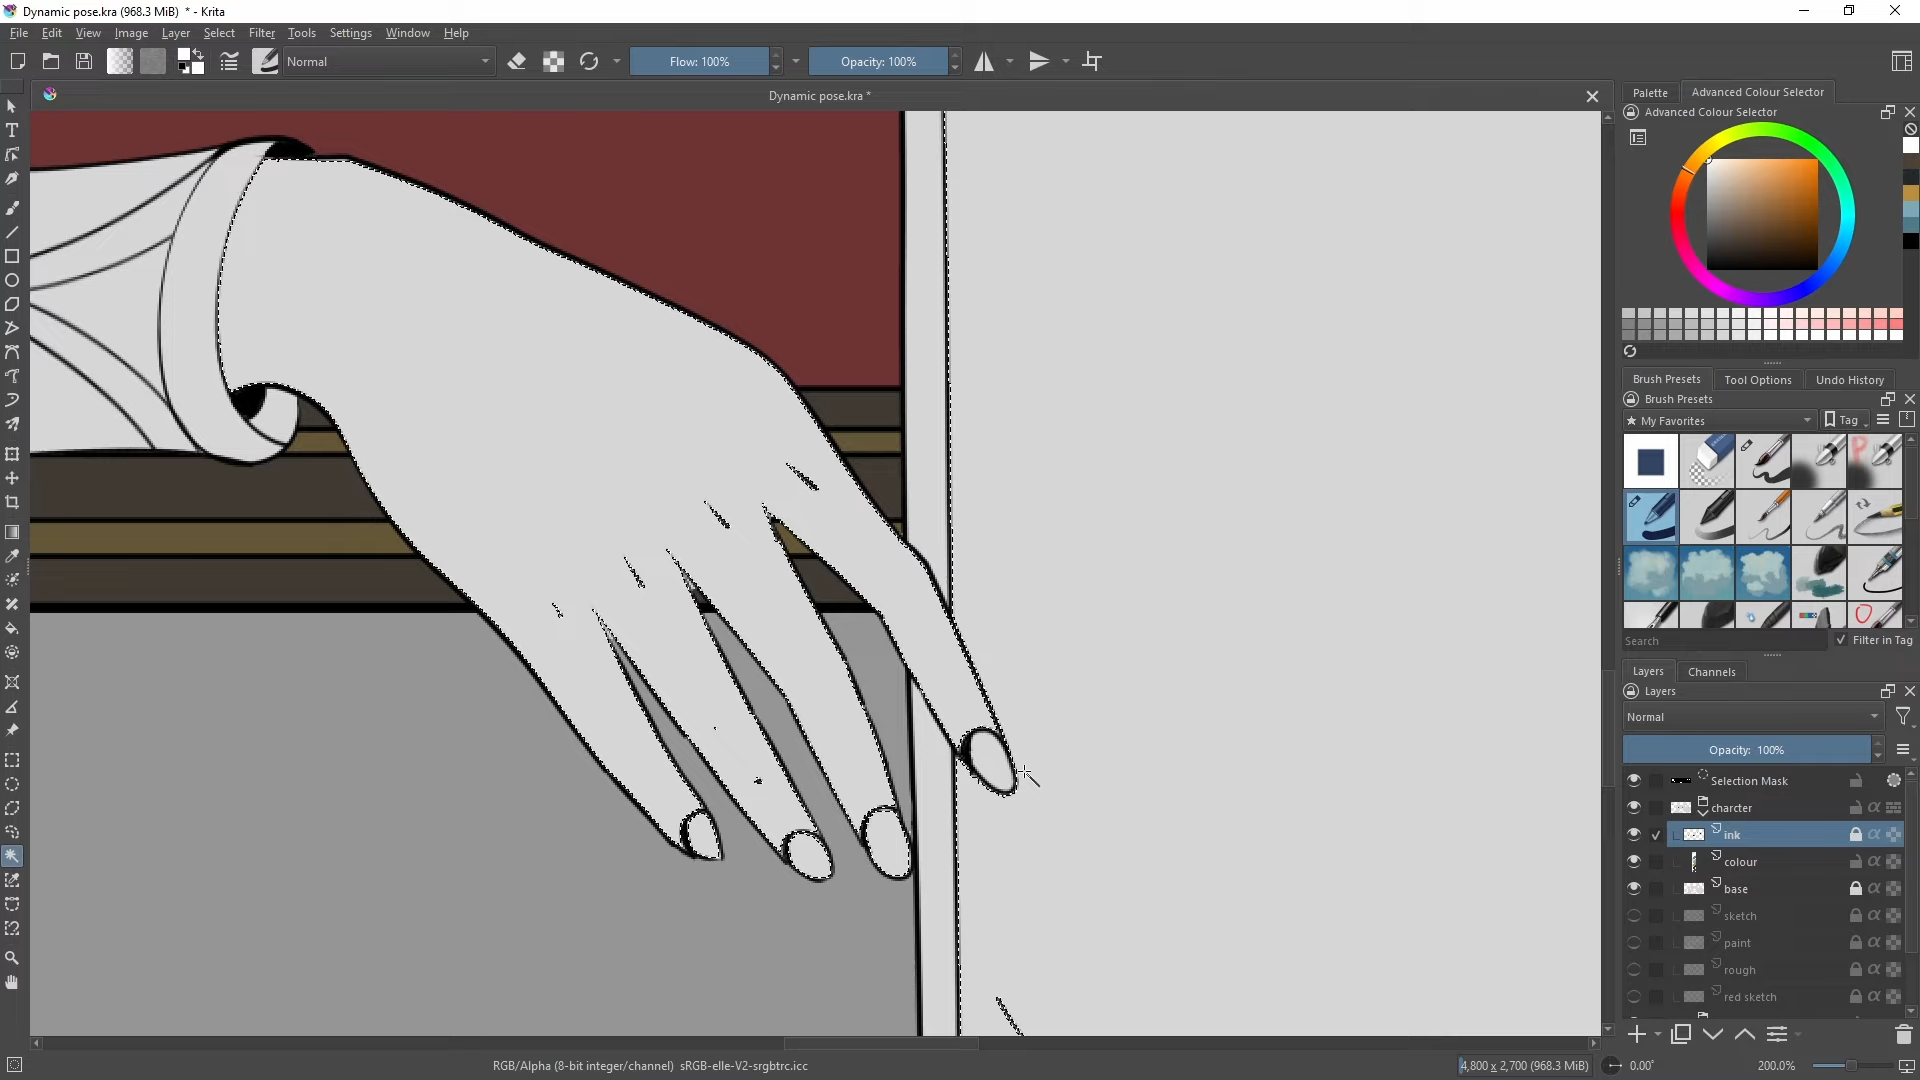 Dynamic pose.kra (968.3 MiB) * - Krita
File Edit View Image Layer Select Filter Tools Settings Window Help
Normal
Flow: 100%
Opacity: 100%
Dynamic pose.kra *
Palette
Advanced Colour Selector
Advanced Colour Selector
Brush Presets
Tool Options
Undo History
Brush Presets
My Favorites
Tag
Search
Filter in Tag
Layers
Channels
Layers
Normal
Opacity: 100%
Selection Mask
charcter
ink
colour
base
sketch
paint
rough
red sketch
RGB/Alpha (8-bit integer/channel) sRGB-elle-V2-srgbtrc.icc
4,800 x 2,700 (968.3 MiB)
0.00°
200.0%